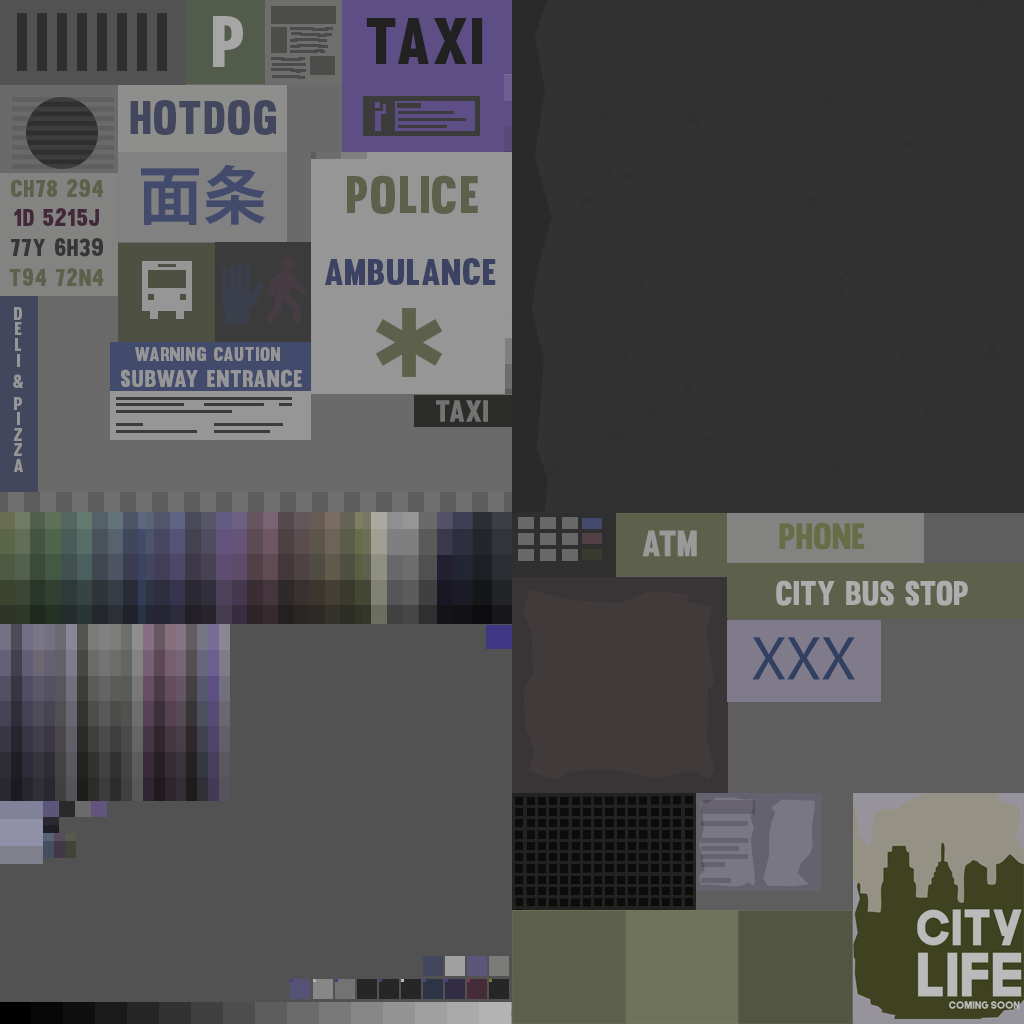 P
TAXI
HOTDOG
面条
CH78 294
1D 5215J
77Y 6H39
T94 72N4
POLICE
AMBULANCE
WARNING CAUTION
SUBWAY ENTRANCE
DELI & PIZZA
TAXI
ATM
PHONE
CITY BUS STOP
XXX
CITY
LIFE
COMING SOON